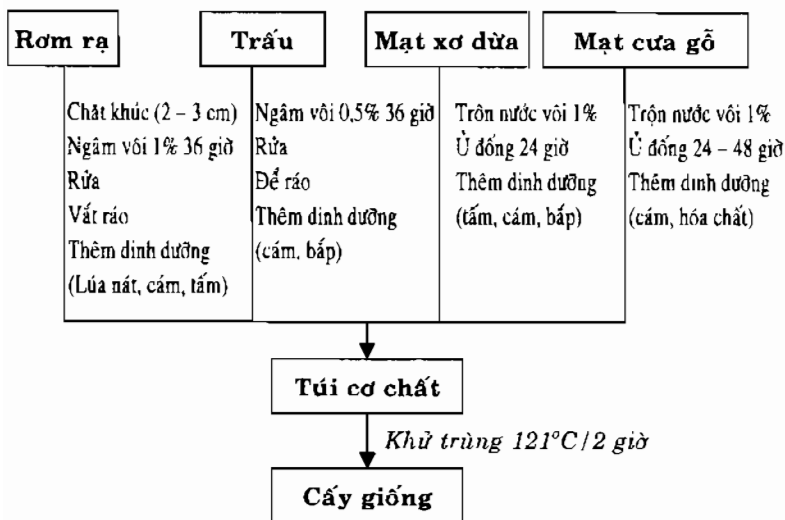 Rơm rạ
Trấu
Mạt xơ dừa
Mạt cưa gỗ
Chặt khúc (2 – 3 cm)
Ngâm vôi 1% 36 giờ
Rửa
Vắt ráo
Thêm dinh dưỡng
(Lúa nát, cám, tấm)
Ngâm vôi 0,5% 36 giờ
Rửa
Để ráo
Thêm dinh dưỡng
(cám, bắp)
Trộn nước vôi 1%
Ủ đống 24 giờ
Thêm dinh dưỡng
(tấm, cám, bắp)
Trộn nước vôi 1%
Ủ đống 24 – 48 giờ
Thêm dinh dưỡng
(cám, hóa chất)
Túi cơ chất
Khử trùng 121°C/2 giờ
Cấy giống